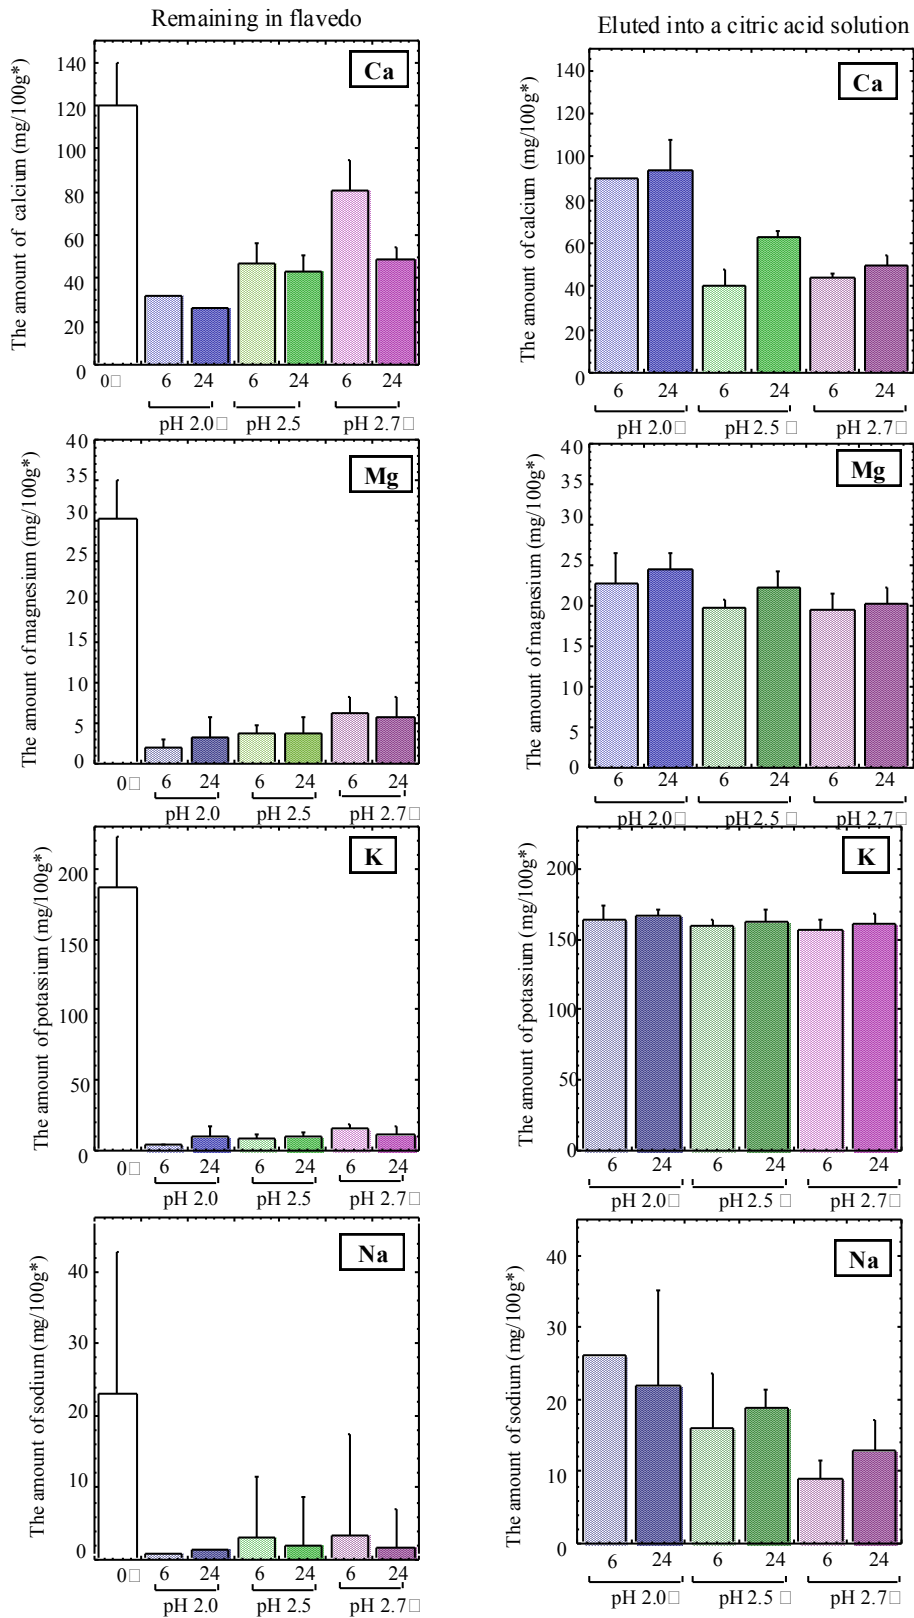 Remaining in flavedo
Eluted into a citric acid solution
The amount of calcium (mg/100g*)
140
120
100
80
60
40
20
0
Ca
0□ 6 24 6 24 6 24
pH 2.0□ pH 2.5 pH 2.7□
The amount of calcium (mg/100g*)
140
120
100
80
60
40
20
0
Ca
6 24 6 24 6 24
pH 2.0□ pH 2.5 □ pH 2.7□
The amount of magnesium (mg/100g*)
40
35
30
25
20
15
10
5
0
Mg
0□ 6 24 6 24 6 24
pH 2.0 pH 2.5 pH 2.7□
The amount of magnesium (mg/100g*)
40
35
30
25
20
15
10
5
0
Mg
6 24 6 24 6 24
pH 2.0□ pH 2.5 □ pH 2.7□
The amount of potassium (mg/100g*)
200
150
100
50
0
K
0□ 6 24 6 24 6 24
pH 2.0 pH 2.5 pH 2.7□
The amount of potassium (mg/100g*)
200
150
100
50
0
K
6 24 6 24 6 24
pH 2.0□ pH 2.5 □ pH 2.7□
The amount of sodium (mg/100g*)
40
30
20
10
0
Na
0□ 6 24 6 24 6 24
pH 2.0 pH 2.5 pH 2.7□
The amount of sodium (mg/100g*)
40
30
20
10
0
Na
6 24 6 24 6 24
pH 2.0□ pH 2.5 □ pH 2.7□